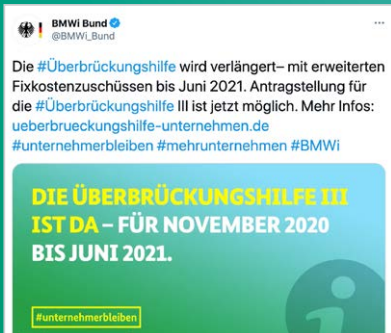 BMWi Bund
@BMWi_Bund
Die #Überbrückungshilfe wird verlängert– mit erweiterten
Fixkostenzuschüssen bis Juni 2021. Antragstellung für
die #Überbrückungshilfe III ist jetzt möglich. Mehr Infos:
ueberbrueckungshilfe-unternehmen.de
#unternehmerbleiben #mehrunternehmen #BMWi
DIE ÜBERBRÜCKUNGSHILFE III
IST DA – FÜR NOVEMBER 2020
BIS JUNI 2021.
#unternehmerbleiben